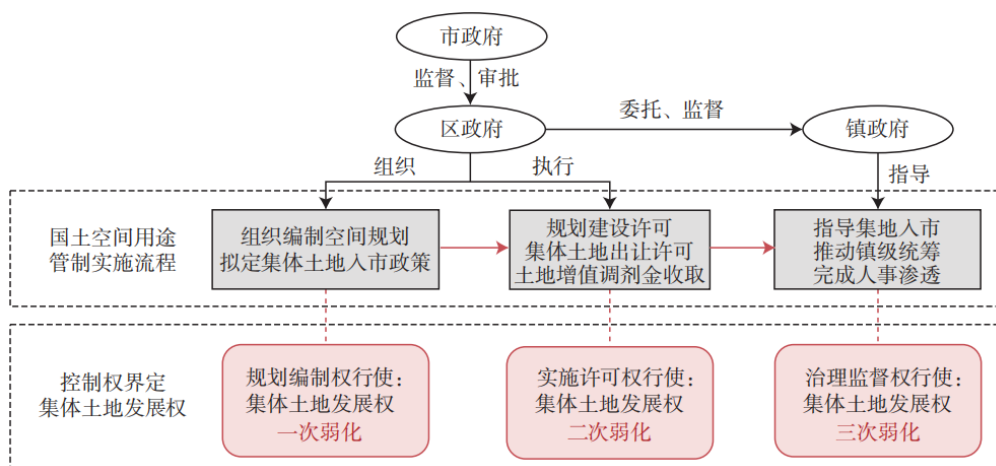 市政府
监督、审批
区政府
委托、监督
镇政府
组织
执行
指导
国土空间用途
管制实施流程
组织编制空间规划
拟定集体土地入市政策
规划建设许可
集体土地出让许可
土地增值调剂金收取
指导集地入市
推动镇级统筹
完成人事渗透
控制权界定
集体土地发展权
规划编制权行使:
集体土地发展权
一次弱化
实施许可权行使:
集体土地发展权
二次弱化
治理监督权行使:
集体土地发展权
三次弱化